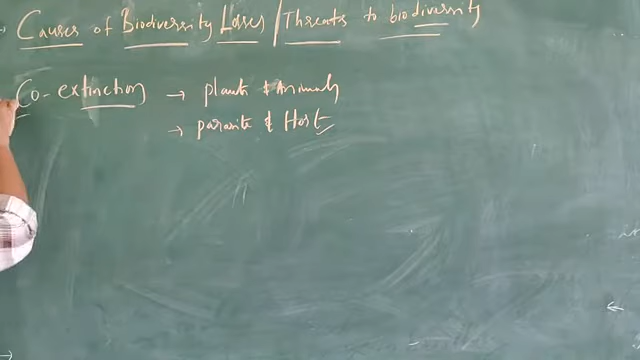 → Causes of Biodiversity Losses / Threats to biodiversity
Co-extinction → plants & Animals
→ parasite & Host